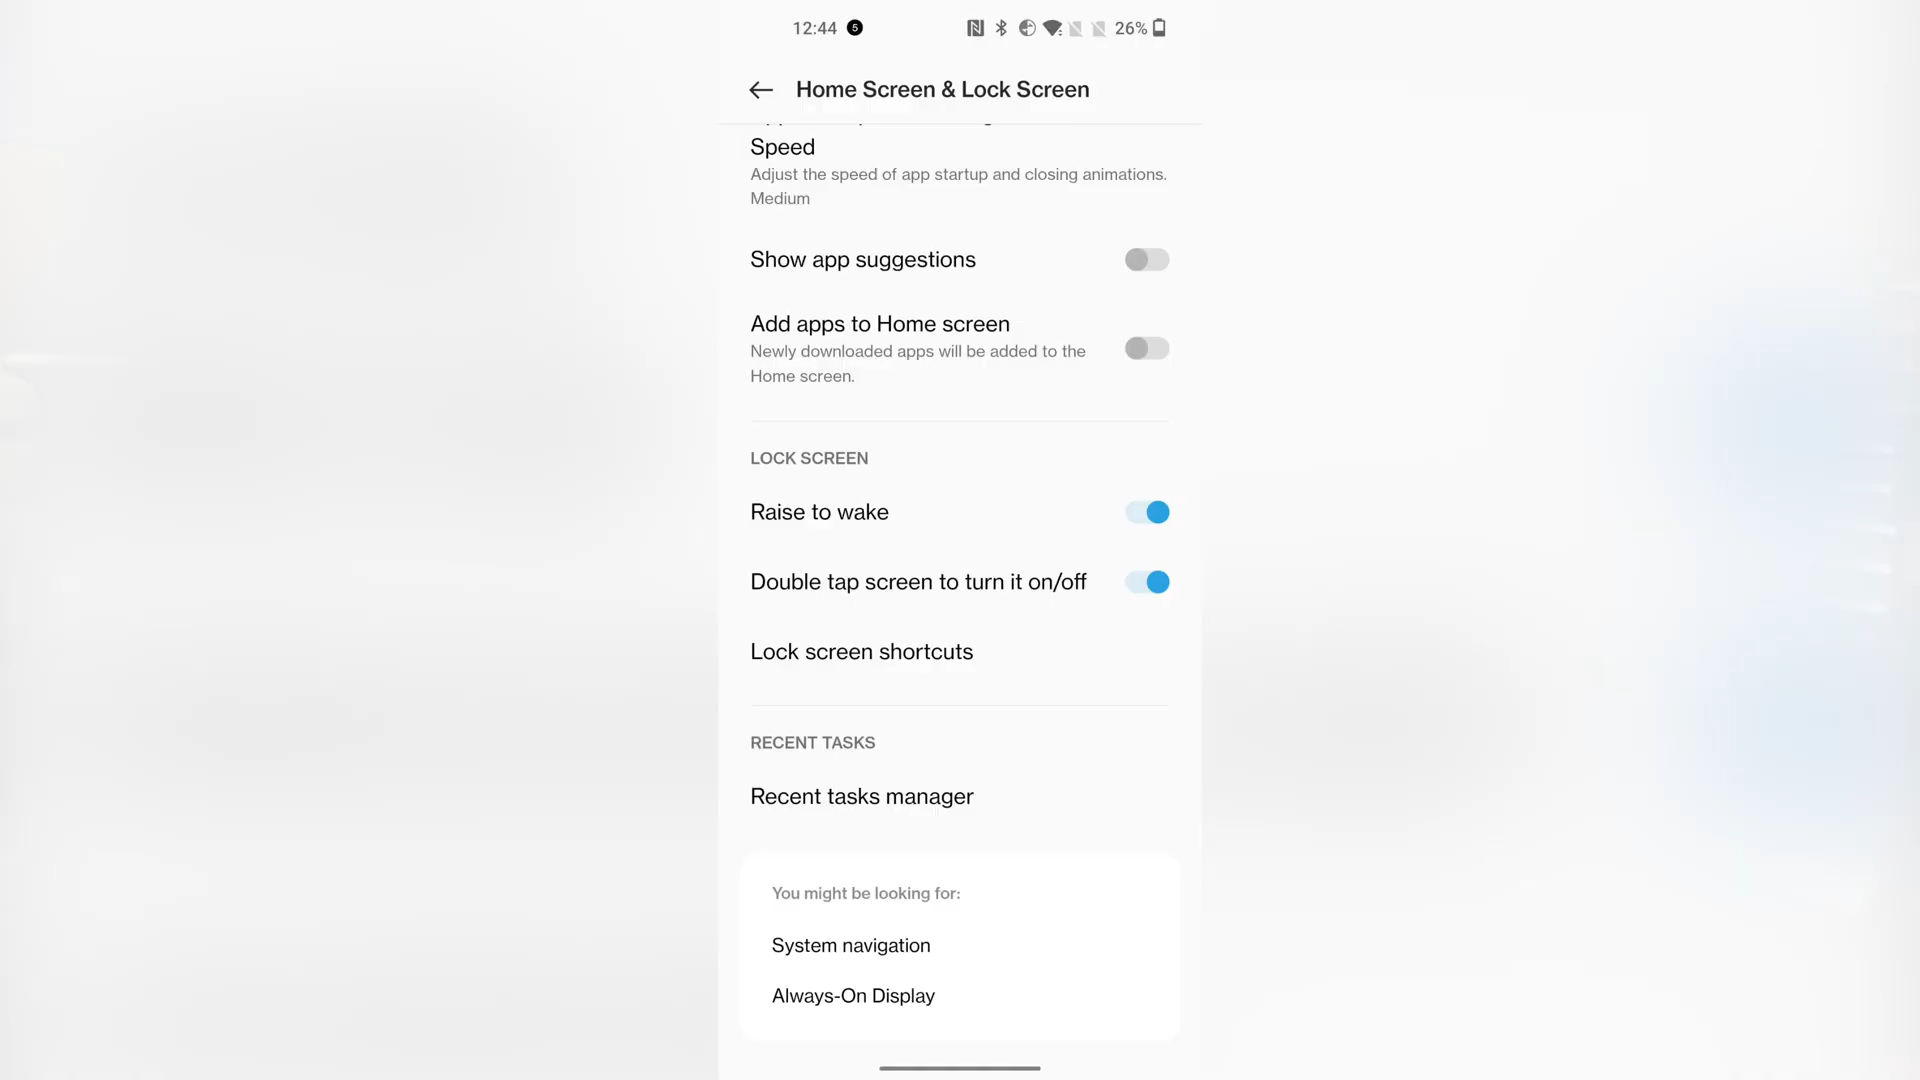 12:44 5 26%
Home Screen & Lock Screen
Speed
Adjust the speed of app startup and closing animations.
Medium
Show app suggestions
Add apps to Home screen
Newly downloaded apps will be added to the
Home screen.
LOCK SCREEN
Raise to wake
Double tap screen to turn it on/off
Lock screen shortcuts
RECENT TASKS
Recent tasks manager
You might be looking for:
System navigation
Always-On Display